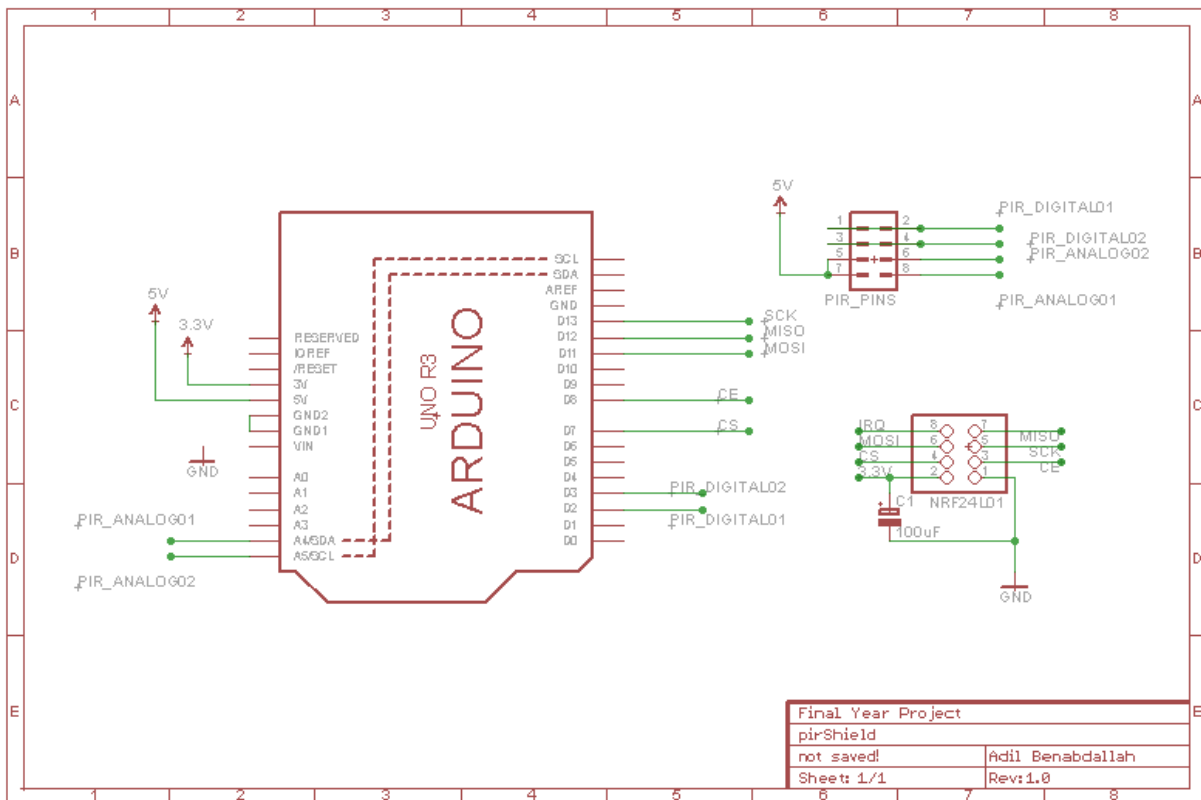 1 2 3 4 5 6 7 8
A A
B B
C C
D D
E E
1 2 3 4 5 6 7 8
5V
3.3V
GND
PIR_ANALOG01
PIR_ANALOG02
RESERVED
IOREF
/RESET
3V
5V
GND2
GND1
VIN
A0
A1
A2
A3
A4/SDA
A5/SCL
UNO R3
ARDUINO
SCL
SDA
AREF
GND
D13
D12
D11
D10
D9
D8
D7
D6
D5
D4
D3
D2
D1
D0
SCK
MISO
MOSI
CE
CS
PIR_DIGITAL02
PIR_DIGITAL01
5V
1 2
3 4
5 6
7 8
PIR_PINS
PIR_DIGITAL01
PIR_DIGITAL02
PIR_ANALOG02
PIR_ANALOG01
IRQ 8 7 MISO
MOSI 6 5 SCK
CS 4 3 CE
3.3V 2 1
NRF24L01
C1
100uF
GND
Final Year Project
pirShield
not saved! Adil Benabdallah
Sheet: 1/1 Rev:1.0